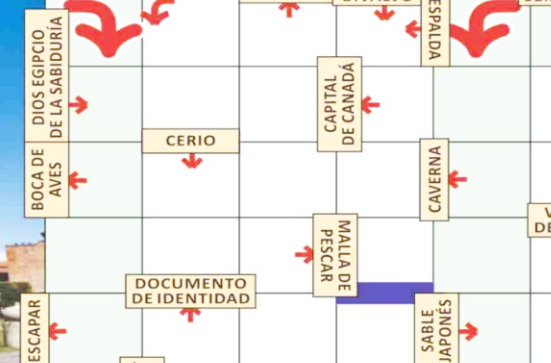 ESPALDA
DIOS EGIPCIO
DE LA SABIDURÍA
CAPITAL
DE CANADÁ
CERIO
BOCA DE
AVES
CAVERNA
MALLA DE
PESCAR
DOCUMENTO
DE IDENTIDAD
ESCAPAR
SABLE
JAPONÉS